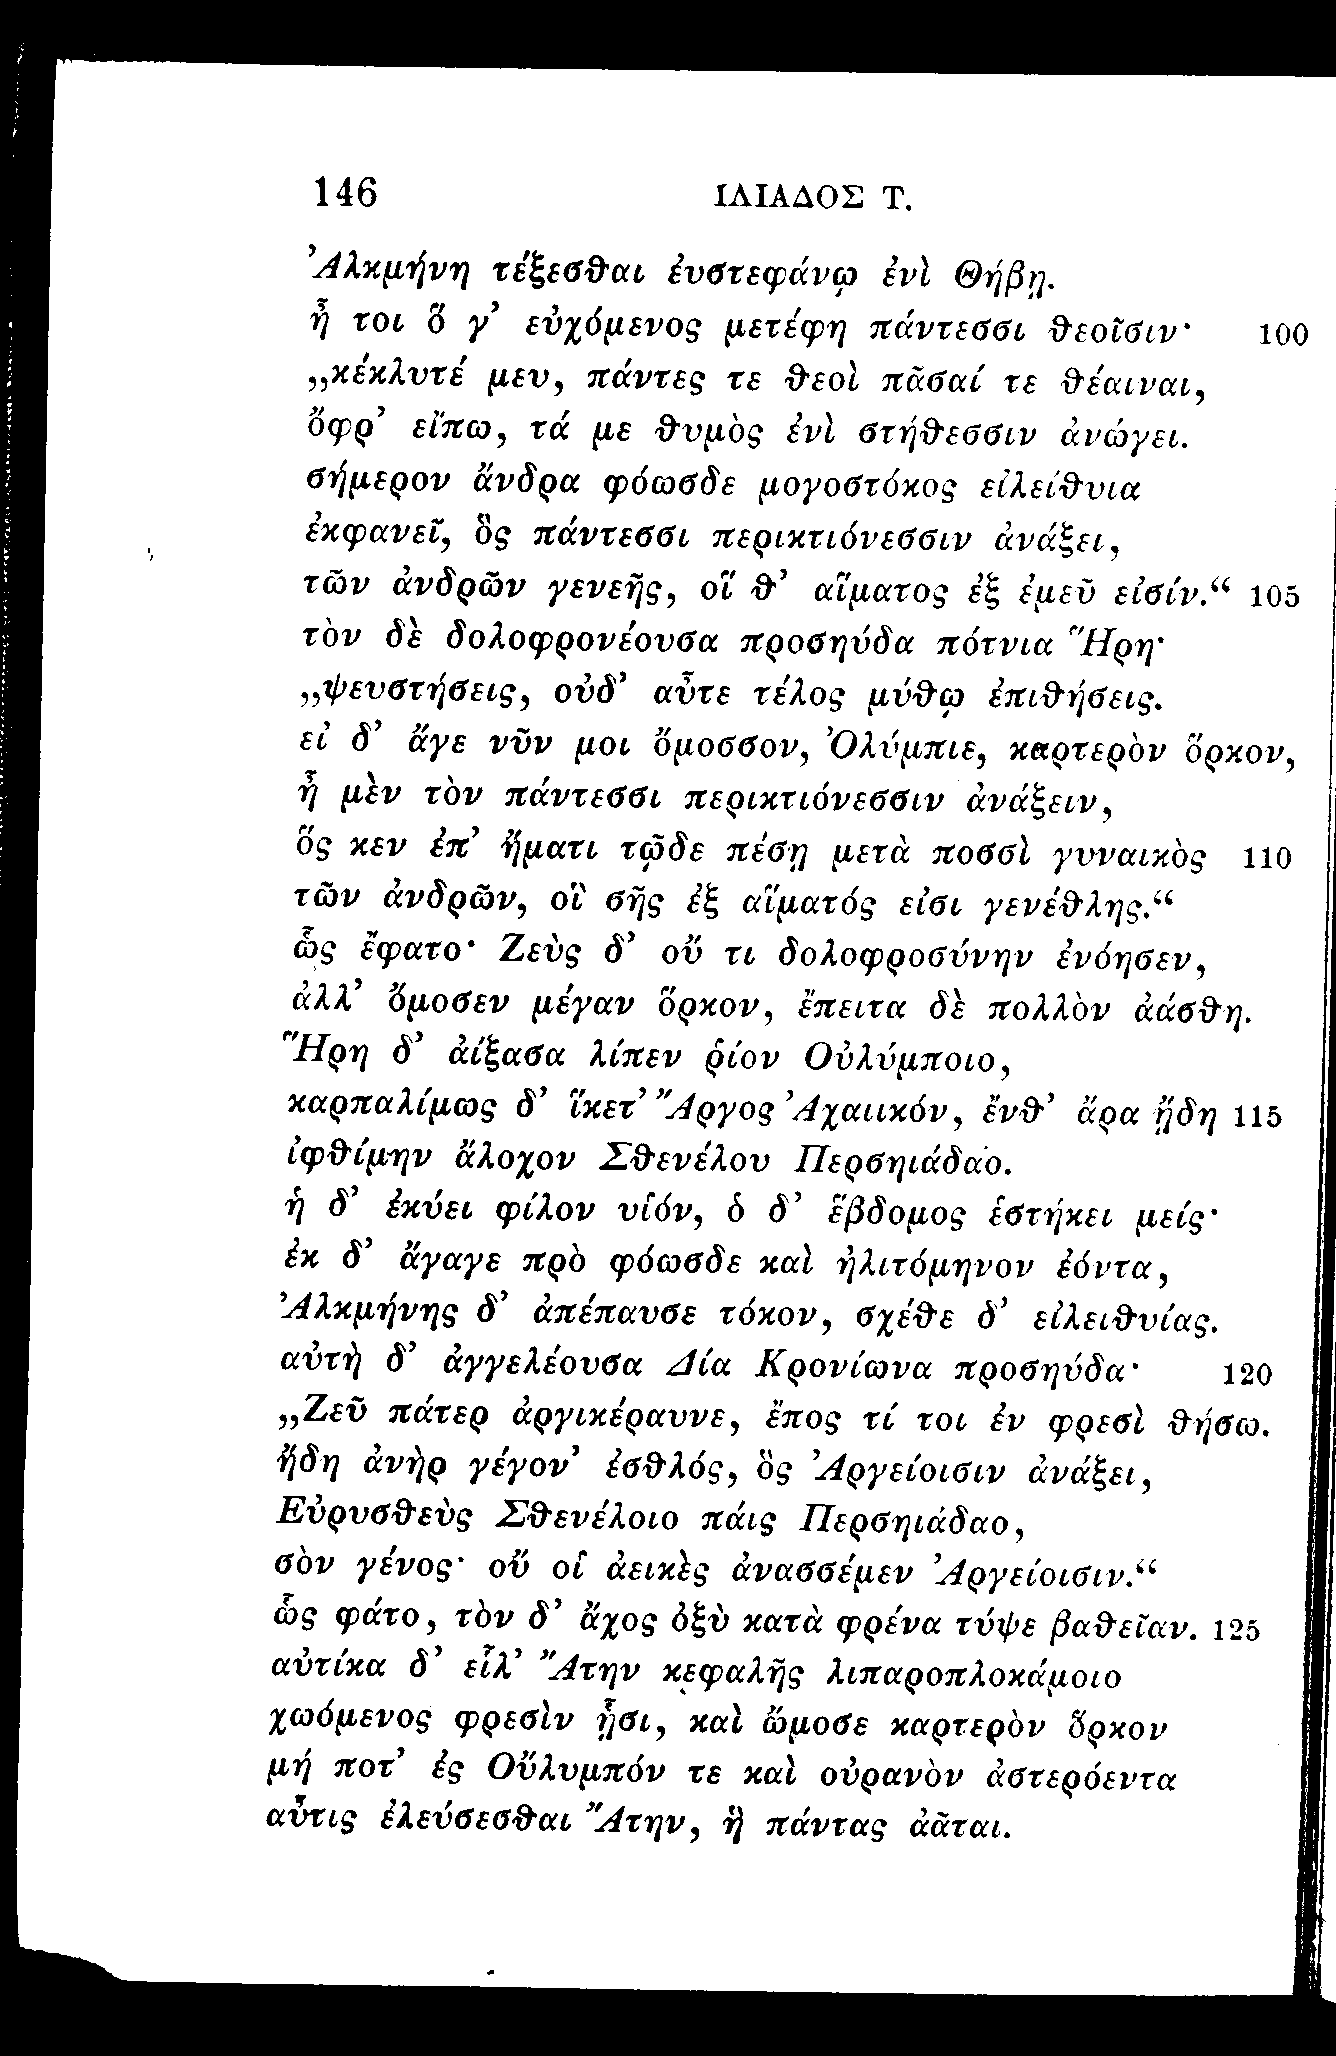 146 ΙΛΙΑΔΟΣ Τ.
Ἀλκμήνη τέξεσθαι ἐυστεφάνῳ ἐνὶ Θήβῃ.
ἦ τοι ὅ γ’ εὐχόμενος μετέφη πάντεσσι θεοῖσιν· 100
„κέκλυτέ μευ, πάντες τε θεοὶ πᾶσαί τε θέαιναι,
ὄφρ’ εἴπω, τά με θυμὸς ἐνὶ στήθεσσιν ἀνώγει.
σήμερον ἄνδρα φόωσδε μογοστόκος εἰλείθυια
ἐκφανεῖ, ὃς πάντεσσι περικτιόνεσσιν ἀνάξει,
τῶν ἀνδρῶν γενεῆς, οἵ θ’ αἵματος ἐξ ἐμεῦ εἰσίν.“ 105
τὸν δὲ δολοφρονέουσα προσηύδα πότνια Ἥρη·
„ψευστήσεις, οὐδ’ αὖτε τέλος μύθῳ ἐπιθήσεις.
εἰ δ’ ἄγε νῦν μοι ὄμοσσον, Ὀλύμπιε, καρτερὸν ὅρκον,
ἦ μὲν τὸν πάντεσσι περικτιόνεσσιν ἀνάξειν,
ὅς κεν ἐπ’ ἤματι τῷδε πέσῃ μετὰ ποσσὶ γυναικὸς 110
τῶν ἀνδρῶν, οἳ σῆς ἐξ αἵματός εἰσι γενέθλης.“
ὣς ἔφατο· Ζεὺς δ’ οὔ τι δολοφροσύνην ἐνόησεν,
ἀλλ’ ὄμοσεν μέγαν ὅρκον, ἔπειτα δὲ πολλὸν ἀάσθη.
Ἥρη δ’ ἀίξασα λίπεν ῥίον Οὐλύμποιο,
καρπαλίμως δ’ ἵκετ’ Ἄργος Ἀχαιικόν, ἔνθ’ ἄρα ᾔδη 115
ἰφθίμην ἄλοχον Σθενέλου Περσηιάδαο.
ἡ δ’ ἐκύει φίλον υἱόν, ὁ δ’ ἕβδομος ἑστήκει μείς·
ἐκ δ’ ἄγαγε πρὸ φόωσδε καὶ ἠλιτόμηνον ἐόντα,
Ἀλκμήνης δ’ ἀπέπαυσε τόκον, σχέθε δ’ εἰλειθυίας.
αὐτὴ δ’ ἀγγελέουσα Δία Κρονίωνα προσηύδα· 120
„Ζεῦ πάτερ ἀργικέραυνε, ἔπος τί τοι ἐν φρεσὶ θήσω.
ἤδη ἀνὴρ γέγον’ ἐσθλός, ὃς Ἀργείοισιν ἀνάξει,
Εὐρυσθεὺς Σθενέλοιο πάις Περσηιάδαο,
σὸν γένος· οὔ οἱ ἀεικὲς ἀνασσέμεν Ἀργείοισιν.“
ὣς φάτο, τὸν δ’ ἄχος ὀξὺ κατὰ φρένα τύψε βαθεῖαν. 125
αὐτίκα δ’ εἷλ’ Ἄτην κεφαλῆς λιπαροπλοκάμοιο
χωόμενος φρεσὶν ᾗσι, καὶ ὤμοσε καρτερὸν ὅρκον
μή ποτ’ ἐς Οὔλυμπόν τε καὶ οὐρανὸν ἀστερόεντα
αὖτις ἐλεύσεσθαι Ἄτην, ἣ πάντας ἀᾶται.